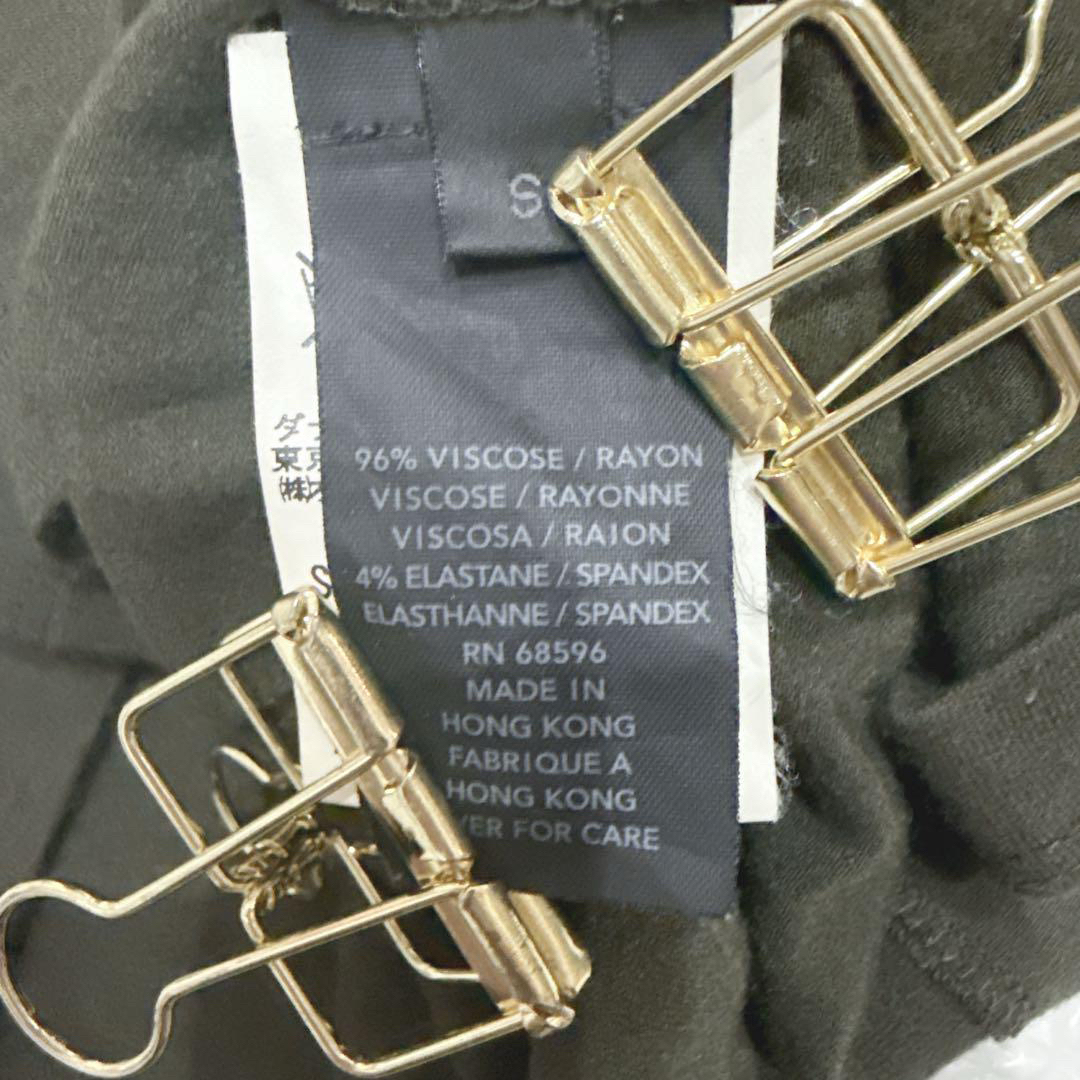 S
ダ
東京
㈱
96% VISCOSE / RAYON
VISCOSE / RAYONNE
VISCOSA / RAION
4% ELASTANE / SPANDEX
ELASTHANNE / SPANDEX
RN 68596
MADE IN
HONG KONG
FABRIQUE A
HONG KONG
FOR CARE